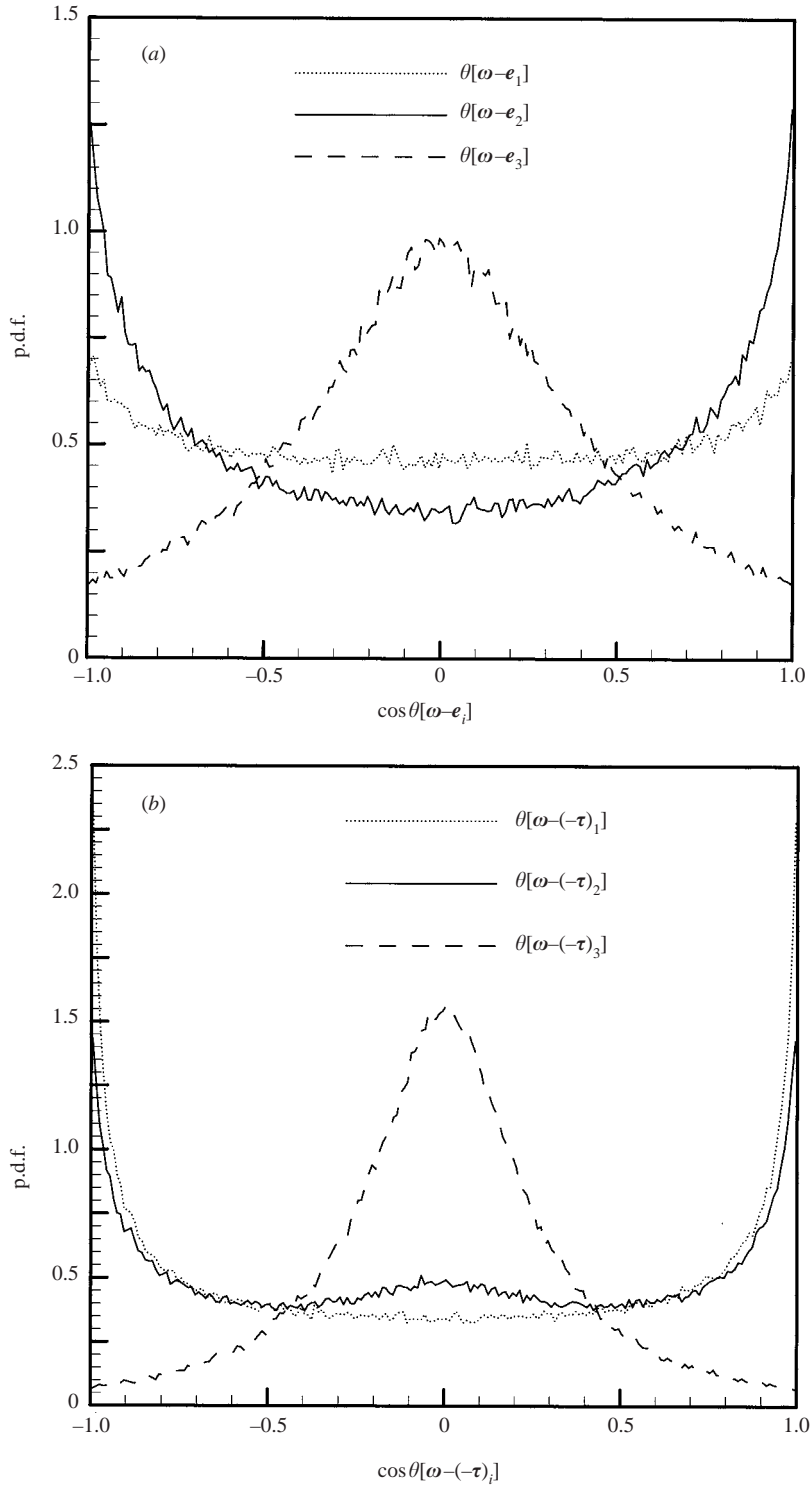 1.5
(a)
θ[ω–e₁]
θ[ω–e₂]
θ[ω–e₃]
1.0
p.d.f.
0.5
0
–1.0 –0.5 0 0.5 1.0
cos θ[ω–eᵢ]
2.5
(b)
θ[ω–(–τ)₁]
θ[ω–(–τ)₂]
θ[ω–(–τ)₃]
2.0
1.5
p.d.f.
1.0
0.5
0
–1.0 –0.5 0 0.5 1.0
cos θ[ω–(–τ)ᵢ]